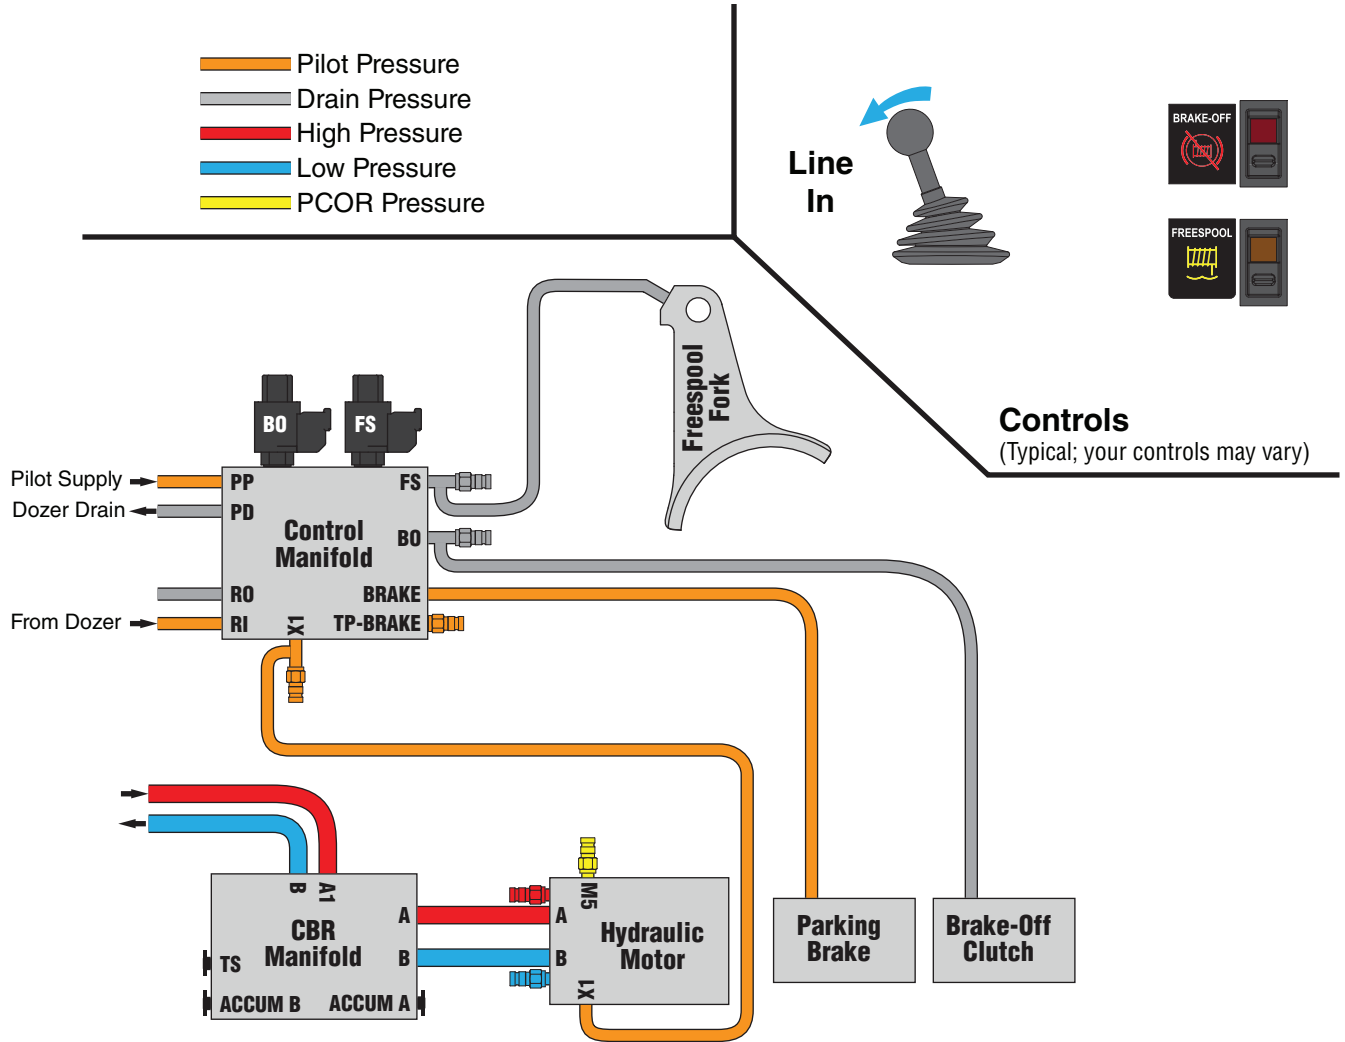 Pilot Pressure
Drain Pressure
High Pressure
Low Pressure
PCOR Pressure
Line
In
BRAKE-OFF
FREESPOOL
Controls
(Typical; your controls may vary)
Freespool
Fork
BO
FS
Pilot Supply
PP
FS
Dozer Drain
PD
Control
Manifold
BO
RO
BRAKE
From Dozer
RI
X1
TP-BRAKE
B
A1
CBR
Manifold
A
B
TS
ACCUM B
ACCUM A
M5
A
B
Hydraulic
Motor
X1
Parking
Brake
Brake-Off
Clutch